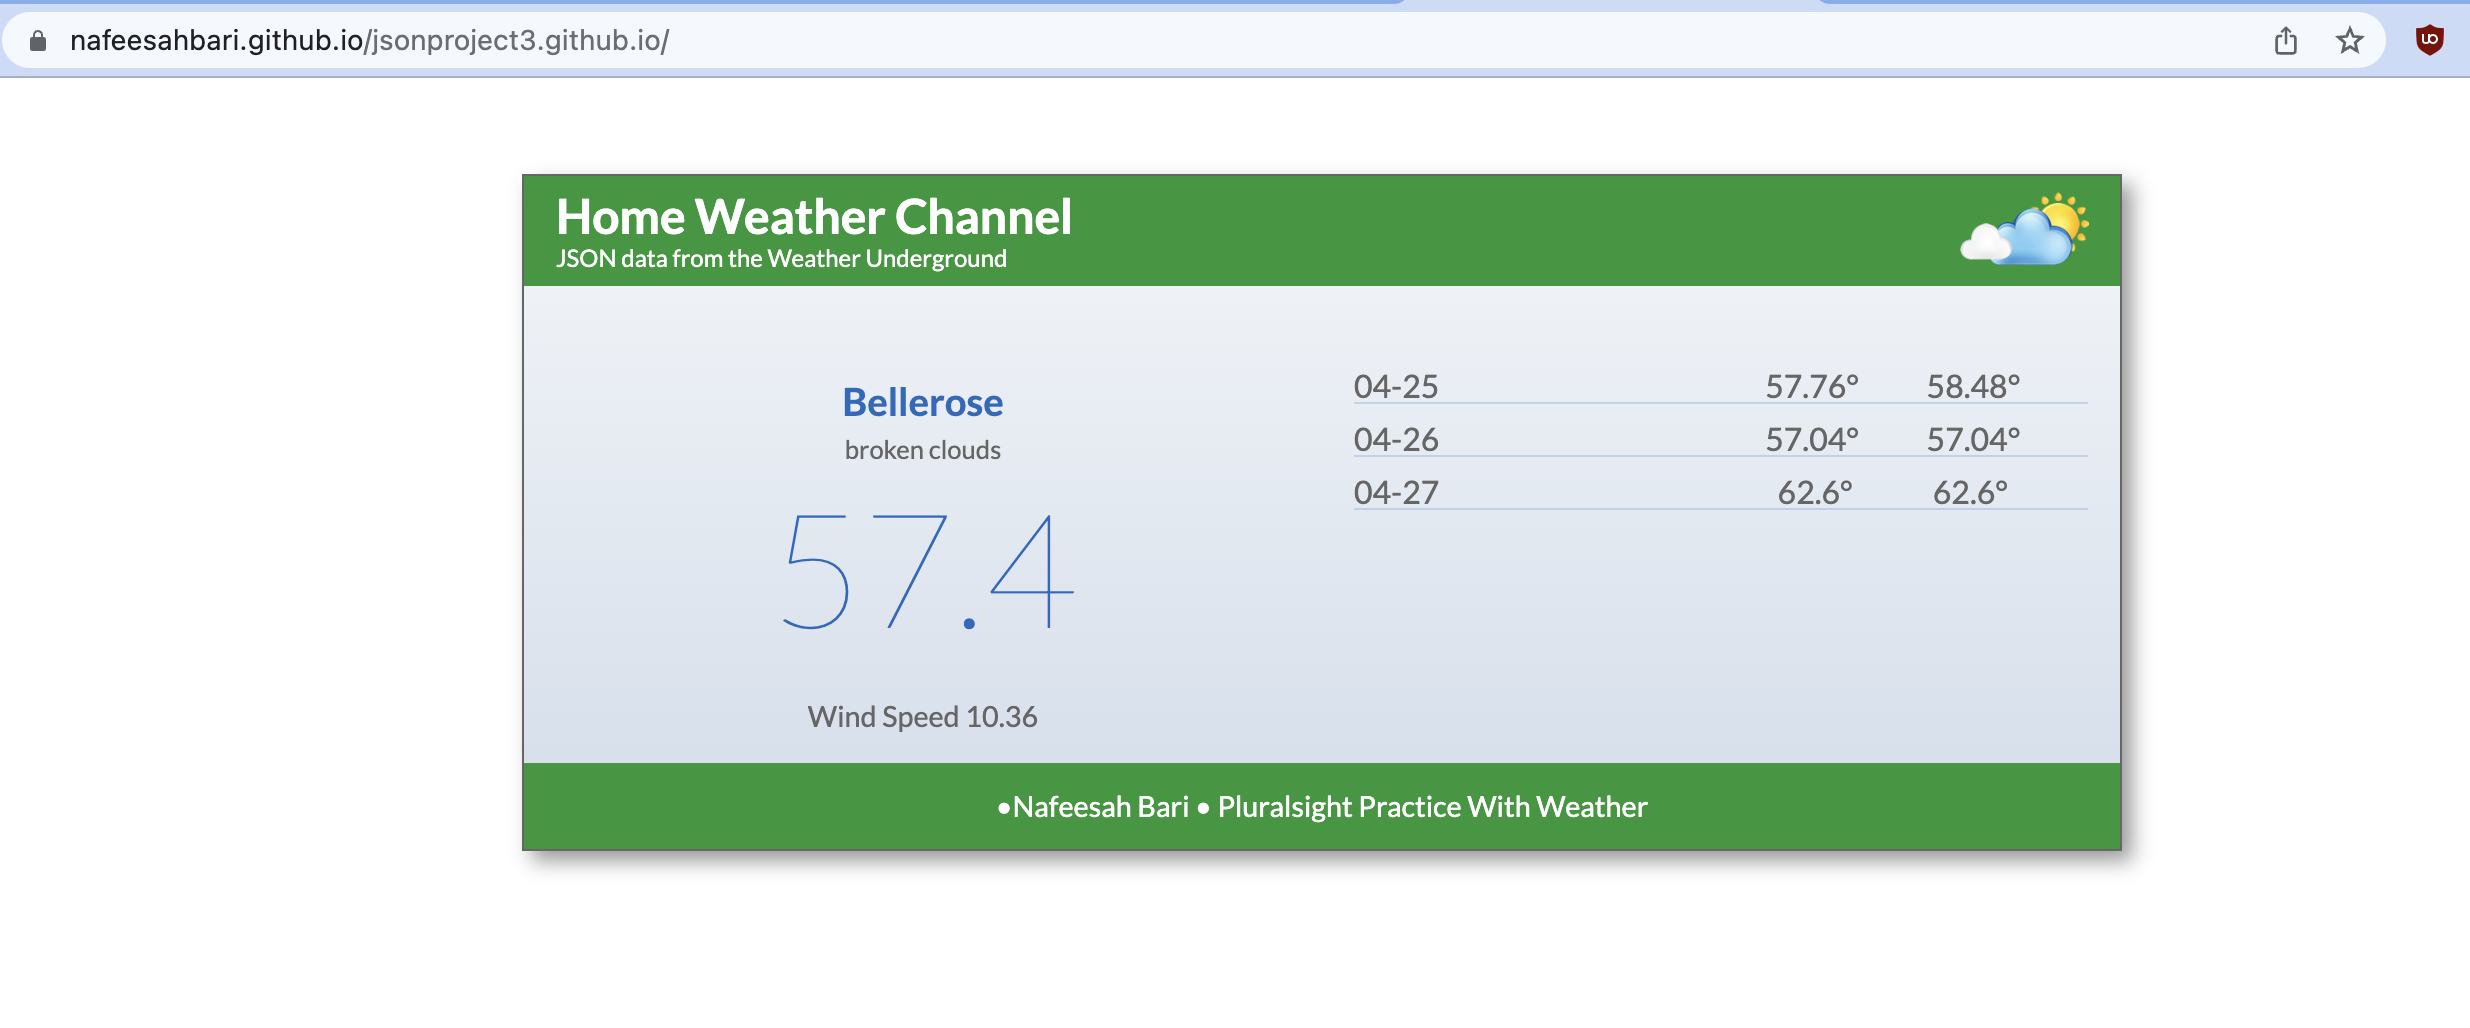 nafeesahbari.github.io/jsonproject3.github.io/
Home Weather Channel
JSON data from the Weather Underground
Bellerose
broken clouds
57.4
Wind Speed 10.36
04-25 57.76° 58.48°
04-26 57.04° 57.04°
04-27 62.6° 62.6°
•Nafeesah Bari • Pluralsight Practice With Weather